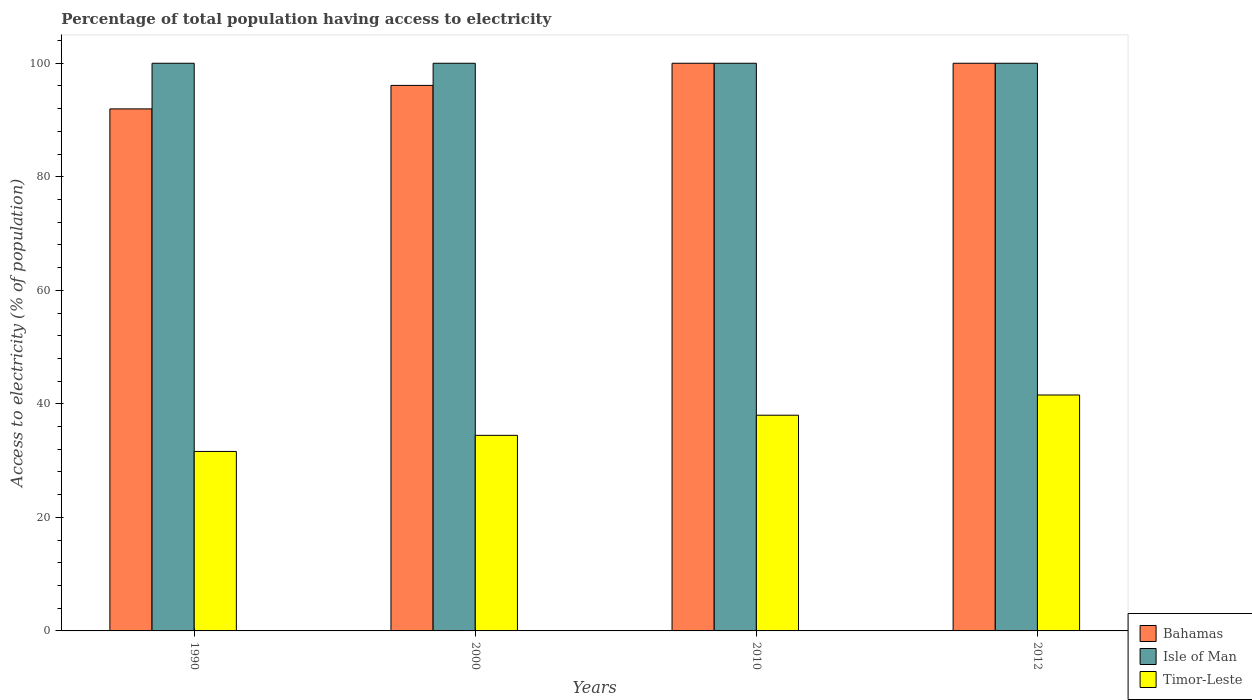 Percentage of total population having access to electricity
Access to electricity (% of population)
100
80
60
40
20
0
1990
2000
2010
2012
Years
Bahamas
Isle of Man
Timor-Leste